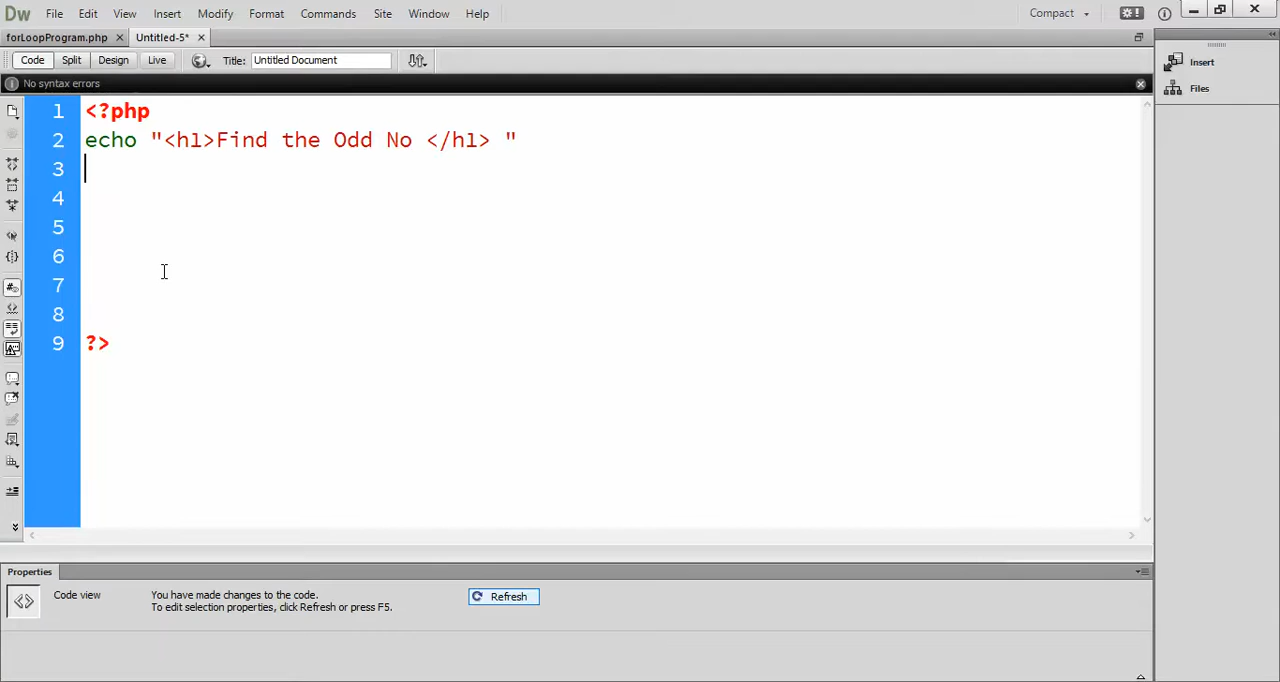 Dw File Edit View Insert Modify Format Commands Site Window Help Compact
forLoopProgram.php Untitled-5*
Code Split Design Live Title: Untitled Document
No syntax errors
Insert
Files
1 <?php
2 echo "<h1>Find the Odd No </h1> "
3
4
5
6
7
8
9 ?>
Properties
Code view You have made changes to the code. Refresh
To edit selection properties, click Refresh or press F5.